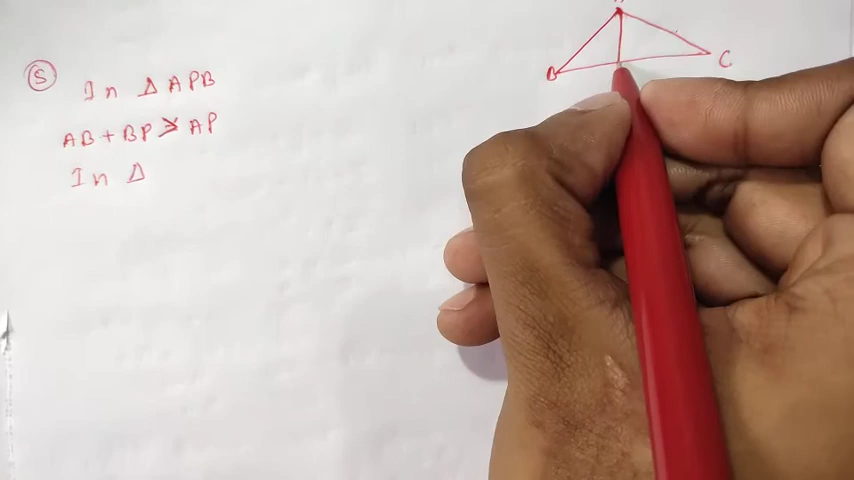 5 In Δ APB
AB + BP > AP
In Δ
B
C